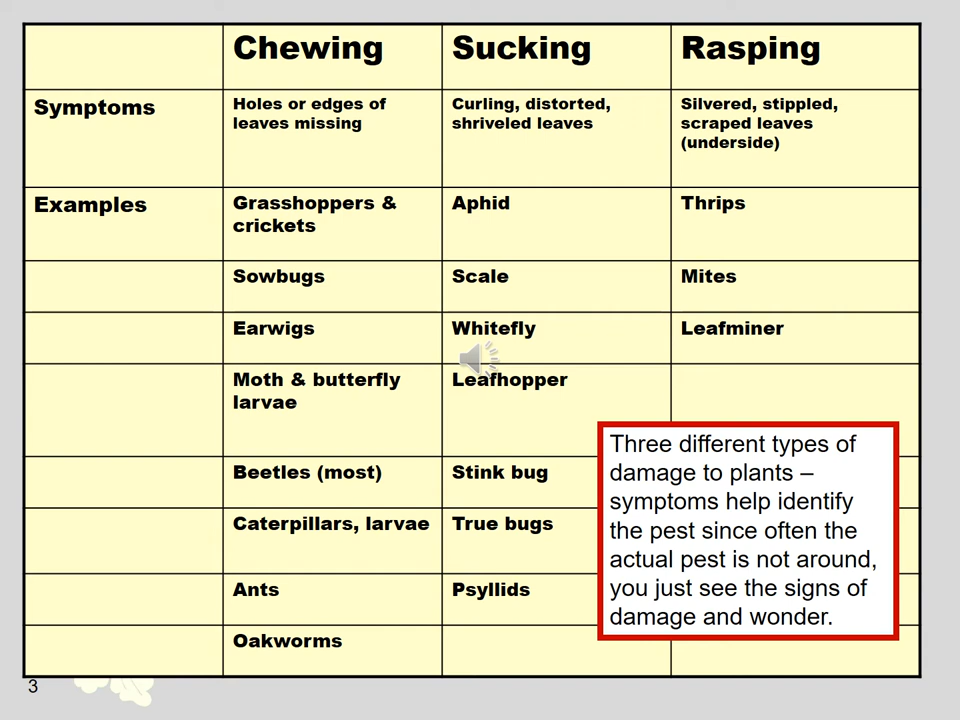 Chewing Sucking Rasping
Symptoms Holes or edges of Curling, distorted, Silvered, stippled,
leaves missing shriveled leaves scraped leaves
(underside)
Examples Grasshoppers & Aphid Thrips
crickets
Sowbugs Scale Mites
Earwigs Whitefly Leafminer
Moth & butterfly Leafhopper
larvae
Beetles (most) Stink bug
Caterpillars, larvae True bugs
Ants Psyllids
Oakworms
Three different types of
damage to plants –
symptoms help identify
the pest since often the
actual pest is not around,
you just see the signs of
damage and wonder.
3